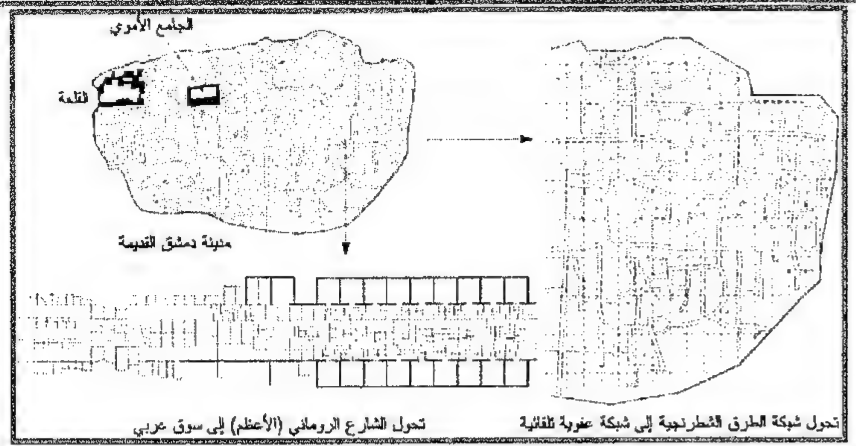 الجامع الأموي
القلعة
مدينة دمشق القديمة
تحول الشارع الروماني (الأعظم) إلى سوق عربي
تحول شبكة الطرق الشطرنجية إلى شبكة عفوية تلقائية